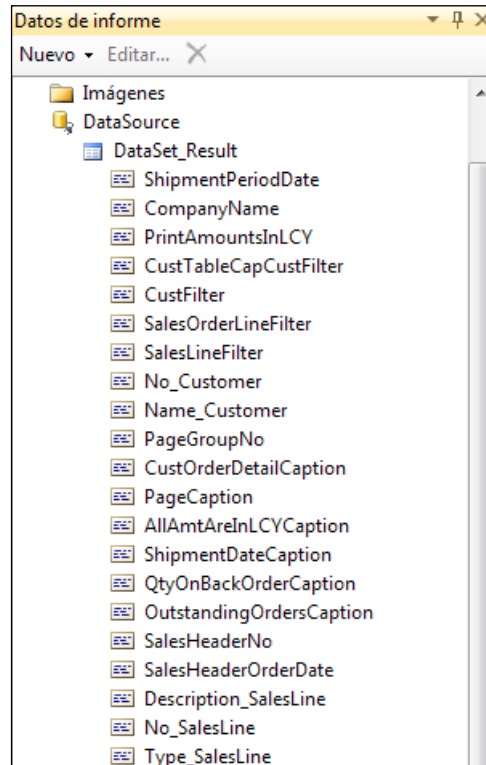 Datos de informe
Nuevo Editar...
Imágenes
DataSource
DataSet_Result
ShipmentPeriodDate
CompanyName
PrintAmountsInLCY
CustTableCapCustFilter
CustFilter
SalesOrderLineFilter
SalesLineFilter
No_Customer
Name_Customer
PageGroupNo
CustOrderDetailCaption
PageCaption
AllAmtAreInLCYCaption
ShipmentDateCaption
QtyOnBackOrderCaption
OutstandingOrdersCaption
SalesHeaderNo
SalesHeaderOrderDate
Description_SalesLine
No_SalesLine
Type_SalesLine